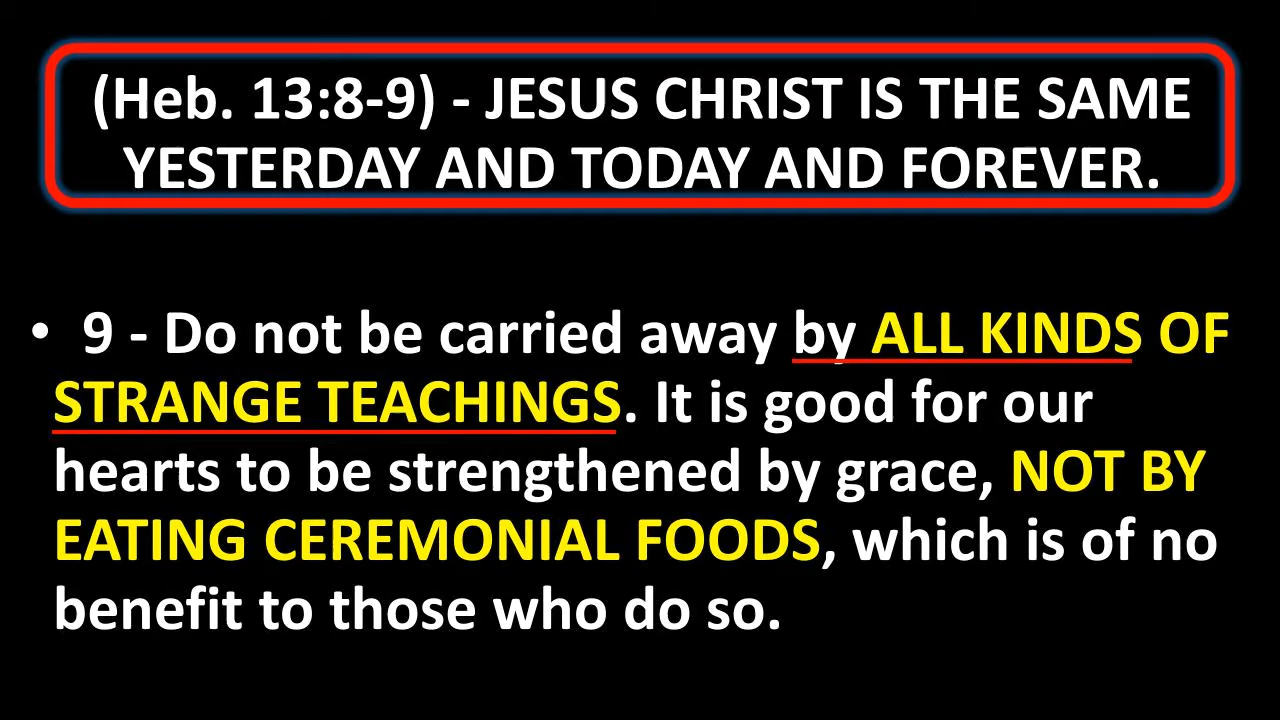 (Heb. 13:8-9) - JESUS CHRIST IS THE SAME
YESTERDAY AND TODAY AND FOREVER.
• 9 - Do not be carried away by ALL KINDS OF
STRANGE TEACHINGS. It is good for our
hearts to be strengthened by grace, NOT BY
EATING CEREMONIAL FOODS, which is of no
benefit to those who do so.